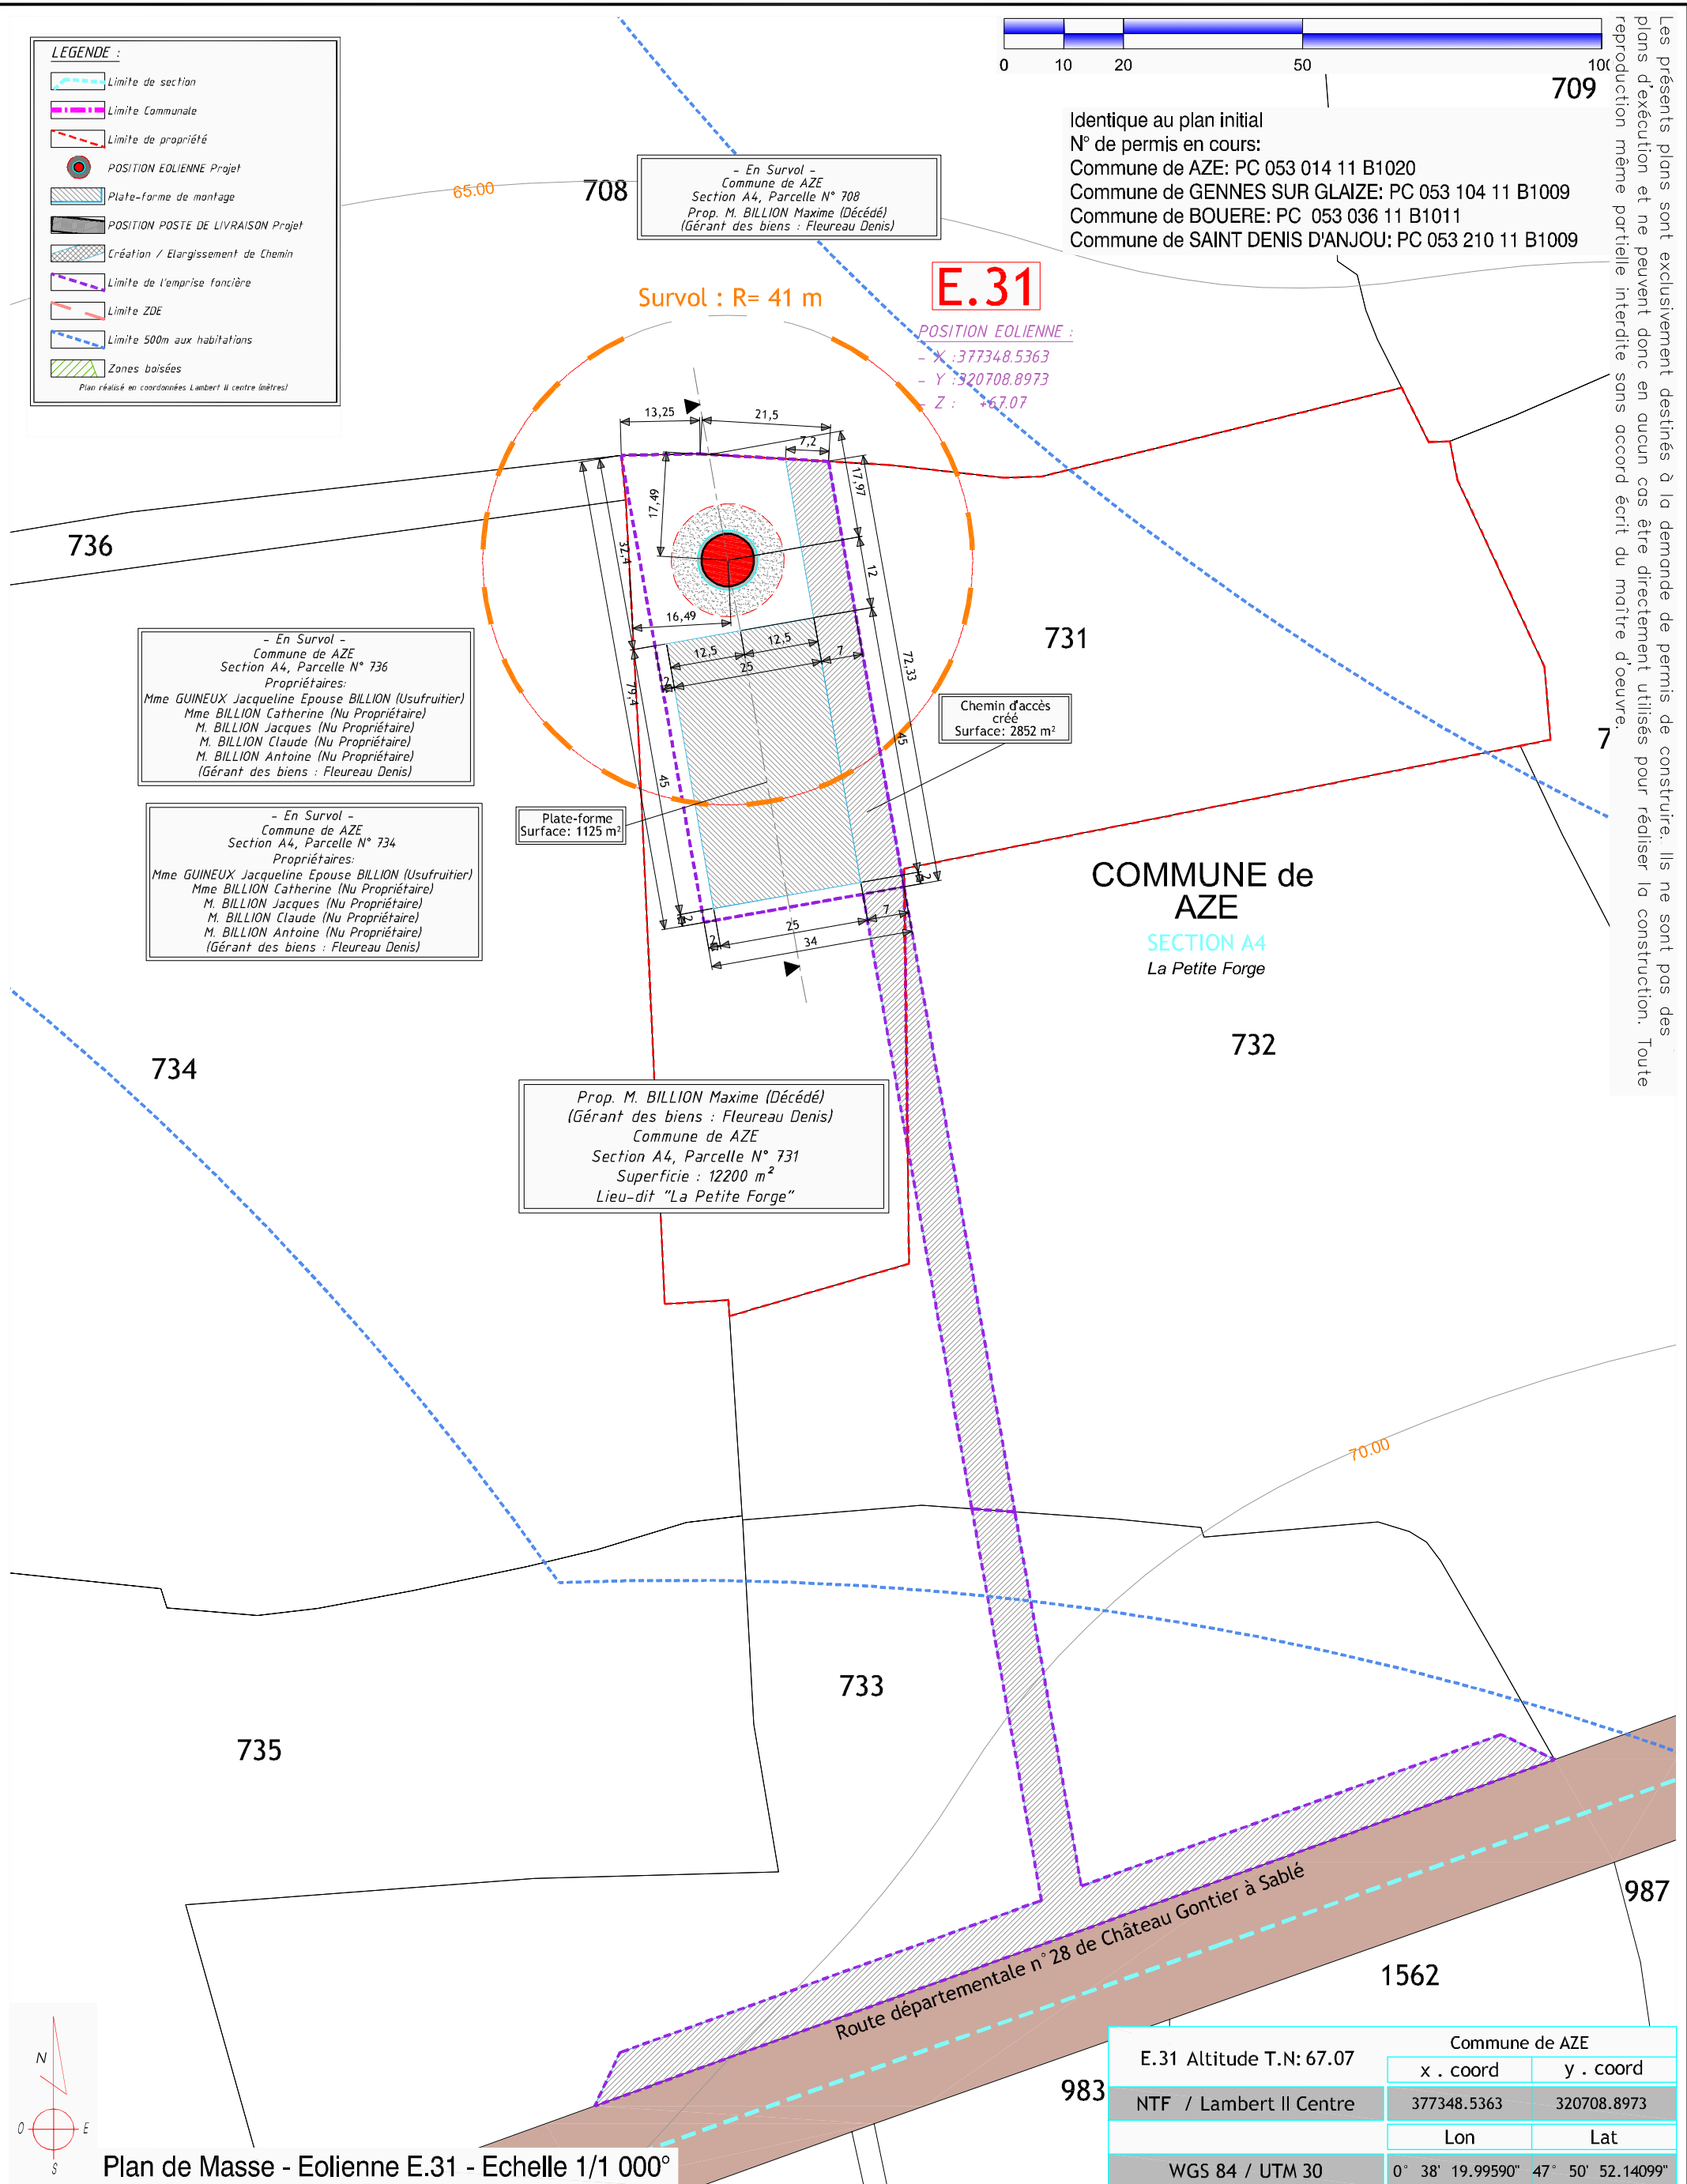 LEGENDE :
Limite de section
Limite Communale
Limite de propriété
POSITION EOLIENNE Projet
Plate-forme de montage
POSITION POSTE DE LIVRAISON Projet
Création / Elargissement de Chemin
Limite de l'emprise foncière
Limite ZDE
Limite 500m aux habitations
Zones boisées
Plan réalisé en coordonnées Lambert II centre (mètres)
0 10 20 50 100
709
Identique au plan initial
N° de permis en cours:
Commune de AZE: PC 053 014 11 B1020
Commune de GENNES SUR GLAIZE: PC 053 104 11 B1009
Commune de BOUERE: PC 053 036 11 B1011
Commune de SAINT DENIS D'ANJOU: PC 053 210 11 B1009
Les présents plans sont exclusivement destinés à la demande de permis de construire. Ils ne sont pas des
plans d'exécution et ne peuvent donc en aucun cas être directement utilisés pour réaliser la construction. Toute
reproduction même partielle interdite sans accord écrit du maître d'oeuvre.
65.00
708
- En Survol -
Commune de AZE
Section A4, Parcelle N° 708
Prop. M. BILLION Maxime (Décédé)
(Gérant des biens : Fleureau Denis)
Survol : R= 41 m
E.31
POSITION EOLIENNE :
- X :377348.5363
- Y :320708.8973
- Z : +67.07
13,25
21,5
7,2
17,97
17,49
32,4
12
16,49
12,5
12,5
25
7
2
72,33
79,4
45
45
736
731
7
- En Survol -
Commune de AZE
Section A4, Parcelle N° 736
Propriétaires:
Mme GUINEUX Jacqueline Epouse BILLION (Usufruitier)
Mme BILLION Catherine (Nu Propriétaire)
M. BILLION Jacques (Nu Propriétaire)
M. BILLION Claude (Nu Propriétaire)
M. BILLION Antoine (Nu Propriétaire)
(Gérant des biens : Fleureau Denis)
Chemin d'accès
créé
Surface: 2852 m²
Plate-forme
Surface: 1125 m²
- En Survol -
Commune de AZE
Section A4, Parcelle N° 734
Propriétaires:
Mme GUINEUX Jacqueline Epouse BILLION (Usufruitier)
Mme BILLION Catherine (Nu Propriétaire)
M. BILLION Jacques (Nu Propriétaire)
M. BILLION Claude (Nu Propriétaire)
M. BILLION Antoine (Nu Propriétaire)
(Gérant des biens : Fleureau Denis)
2
2
2
25
7
34
COMMUNE de
AZE
SECTION A4
La Petite Forge
734
732
Prop. M. BILLION Maxime (Décédé)
(Gérant des biens : Fleureau Denis)
Commune de AZE
Section A4, Parcelle N° 731
Superficie : 12200 m²
Lieu-dit "La Petite Forge"
70.00
733
735
Route départementale n°28 de Château Gontier à Sablé
987
1562
983
N
O E
S
Plan de Masse - Eolienne E.31 - Echelle 1/1 000°
E.31 Altitude T.N: 67.07
Commune de AZE
x . coord y . coord
NTF / Lambert II Centre 377348.5363 320708.8973
Lon Lat
WGS 84 / UTM 30 0° 38' 19.99590" 47° 50' 52.14099"